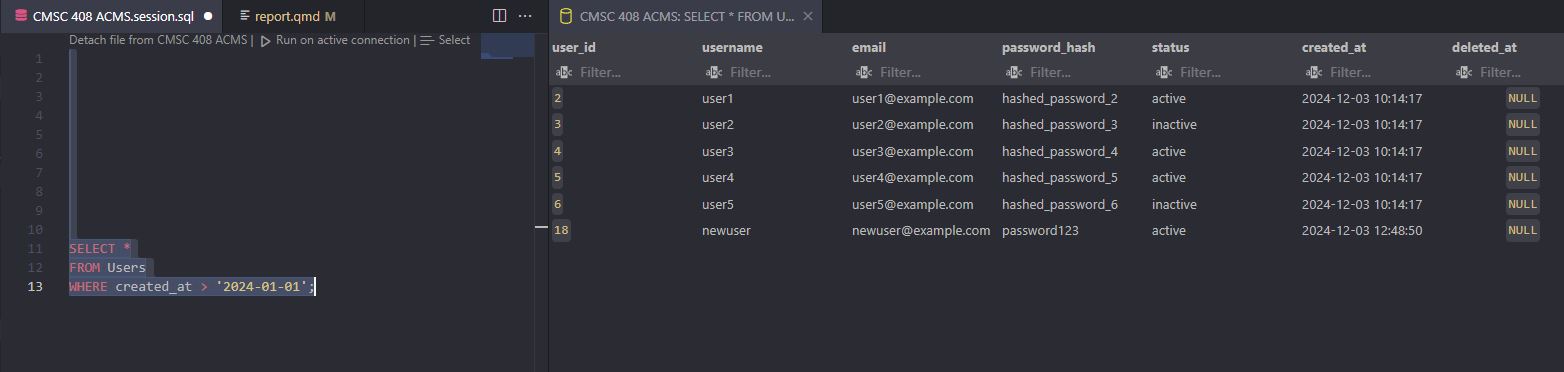 CMSC 408 ACMS.session.sql
report.qmd M
CMSC 408 ACMS: SELECT * FROM U...
Detach file from CMSC 408 ACMS | Run on active connection | Select
1
2
3
4
5
6
7
8
9
10
11 SELECT *
12 FROM Users
13 WHERE created_at > '2024-01-01';
user_id username email password_hash status created_at deleted_at
abc Filter... abc Filter... abc Filter... abc Filter... abc Filter... abc Filter... abc Filter...
2 user1 user1@example.com hashed_password_2 active 2024-12-03 10:14:17 NULL
3 user2 user2@example.com hashed_password_3 inactive 2024-12-03 10:14:17 NULL
4 user3 user3@example.com hashed_password_4 active 2024-12-03 10:14:17 NULL
5 user4 user4@example.com hashed_password_5 active 2024-12-03 10:14:17 NULL
6 user5 user5@example.com hashed_password_6 inactive 2024-12-03 10:14:17 NULL
18 newuser newuser@example.com password123 active 2024-12-03 12:48:50 NULL